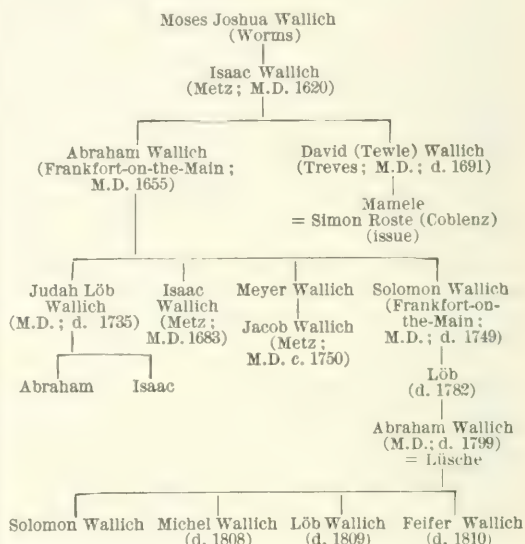 Moses Joshua Wallich
(Worms)
Isaac Wallich
(Metz; M.D. 1620)
Abraham Wallich
(Frankfort-on-the-Main;
M.D. 1655)
David (Tewle) Wallich
(Treves; M.D.; d. 1691)
Mamele
= Simon Roste (Coblenz)
(issue)
Judah Löb
Wallich
(M.D.; d. 1735)
Isaac
Wallich
(Metz;
M.D. 1683)
Meyer Wallich
Jacob Wallich
(Metz;
M.D. c. 1750)
Solomon Wallich
(Frankfort-on-
the-Main;
M.D.; d. 1749)
Abraham
Isaac
Löb
(d. 1782)
Abraham Wallich
(M.D.; d. 1799)
= Lüsche
Solomon Wallich
Michel Wallich
(d. 1808)
Löb Wallich
(d. 1809)
Feifer Wallich
(d. 1810)